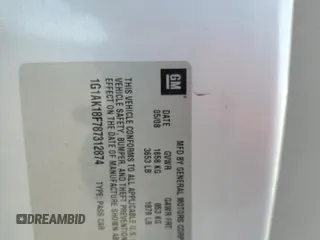 GM
MFD BY GENERAL MOTORS CORP
DATE GVWR GAWR FRT
05/08 1658 KG 853 KG
3653 LB 1879 LB
THIS VEHICLE CONFORMS TO ALL APPLICABLE U.S.
VEHICLE SAFETY, BUMPER, AND THEFT PREVENTION
EFFECT ON THE DATE OF MANUFACTURE SHOWN
1G1AK18F787312874 TYPE: PASS CAR
DREAMBID